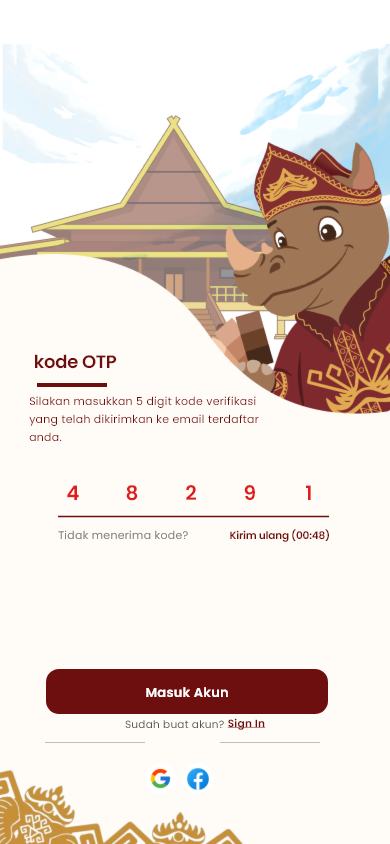 kode OTP
Silakan masukkan 5 digit kode verifikasi
yang telah dikirimkan ke email terdaftar
anda.
4 8 2 9 1
Tidak menerima kode? Kirim ulang (00:48)
Masuk Akun
Sudah buat akun? Sign In